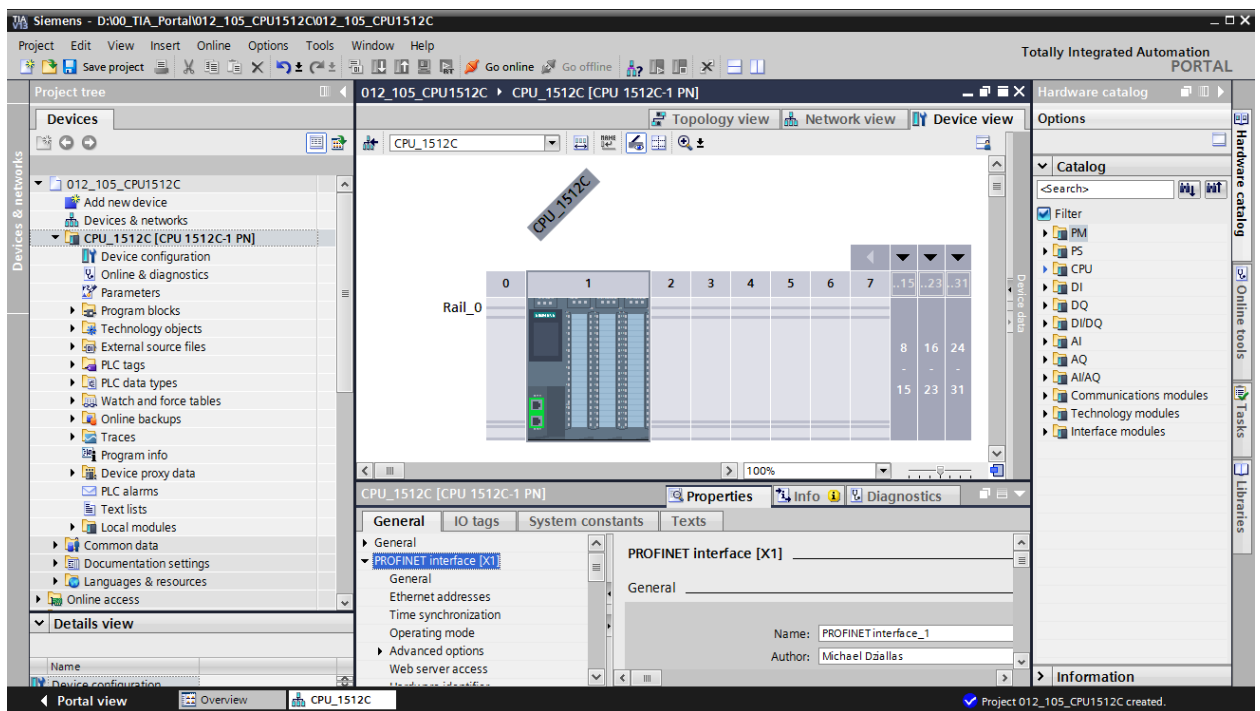 Siemens - D:\00_TIA_Portal\012_105_CPU1512C\012_105_CPU1512C
Project Edit View Insert Online Options Tools Window Help
Save project Go online Go offline
Totally Integrated Automation
PORTAL
Project tree
Devices
Devices & networks
012_105_CPU1512C
Add new device
Devices & networks
CPU_1512C [CPU 1512C-1 PN]
Device configuration
Online & diagnostics
Parameters
Program blocks
Technology objects
External source files
PLC tags
PLC data types
Watch and force tables
Online backups
Traces
Program info
Device proxy data
PLC alarms
Text lists
Local modules
Common data
Documentation settings
Languages & resources
Online access
Details view
Name
Device configuration
012_105_CPU1512C CPU_1512C [CPU 1512C-1 PN]
Topology view Network view Device view
CPU_1512C
CPU_1512C
0 1 2 3 4 5 6 7 ..15 ..23 ..31
Rail_0
8 16 24
- - -
15 23 31
Device data
100%
CPU_1512C [CPU 1512C-1 PN]
Properties Info Diagnostics
General IO tags System constants Texts
General
PROFINET interface [X1]
General
Ethernet addresses
Time synchronization
Operating mode
Advanced options
Web server access
Hardware identifier
PROFINET interface [X1]
General
Name: PROFINET interface_1
Author: Michael Dziallas
Hardware catalog
Options
Catalog
<Search>
Filter
PM
PS
CPU
DI
DQ
DI/DQ
AI
AQ
AI/AQ
Communications modules
Technology modules
Interface modules
Information
Hardware catalog
Online tools
Tasks
Libraries
Portal view Overview CPU_1512C
Project 012_105_CPU1512C created.